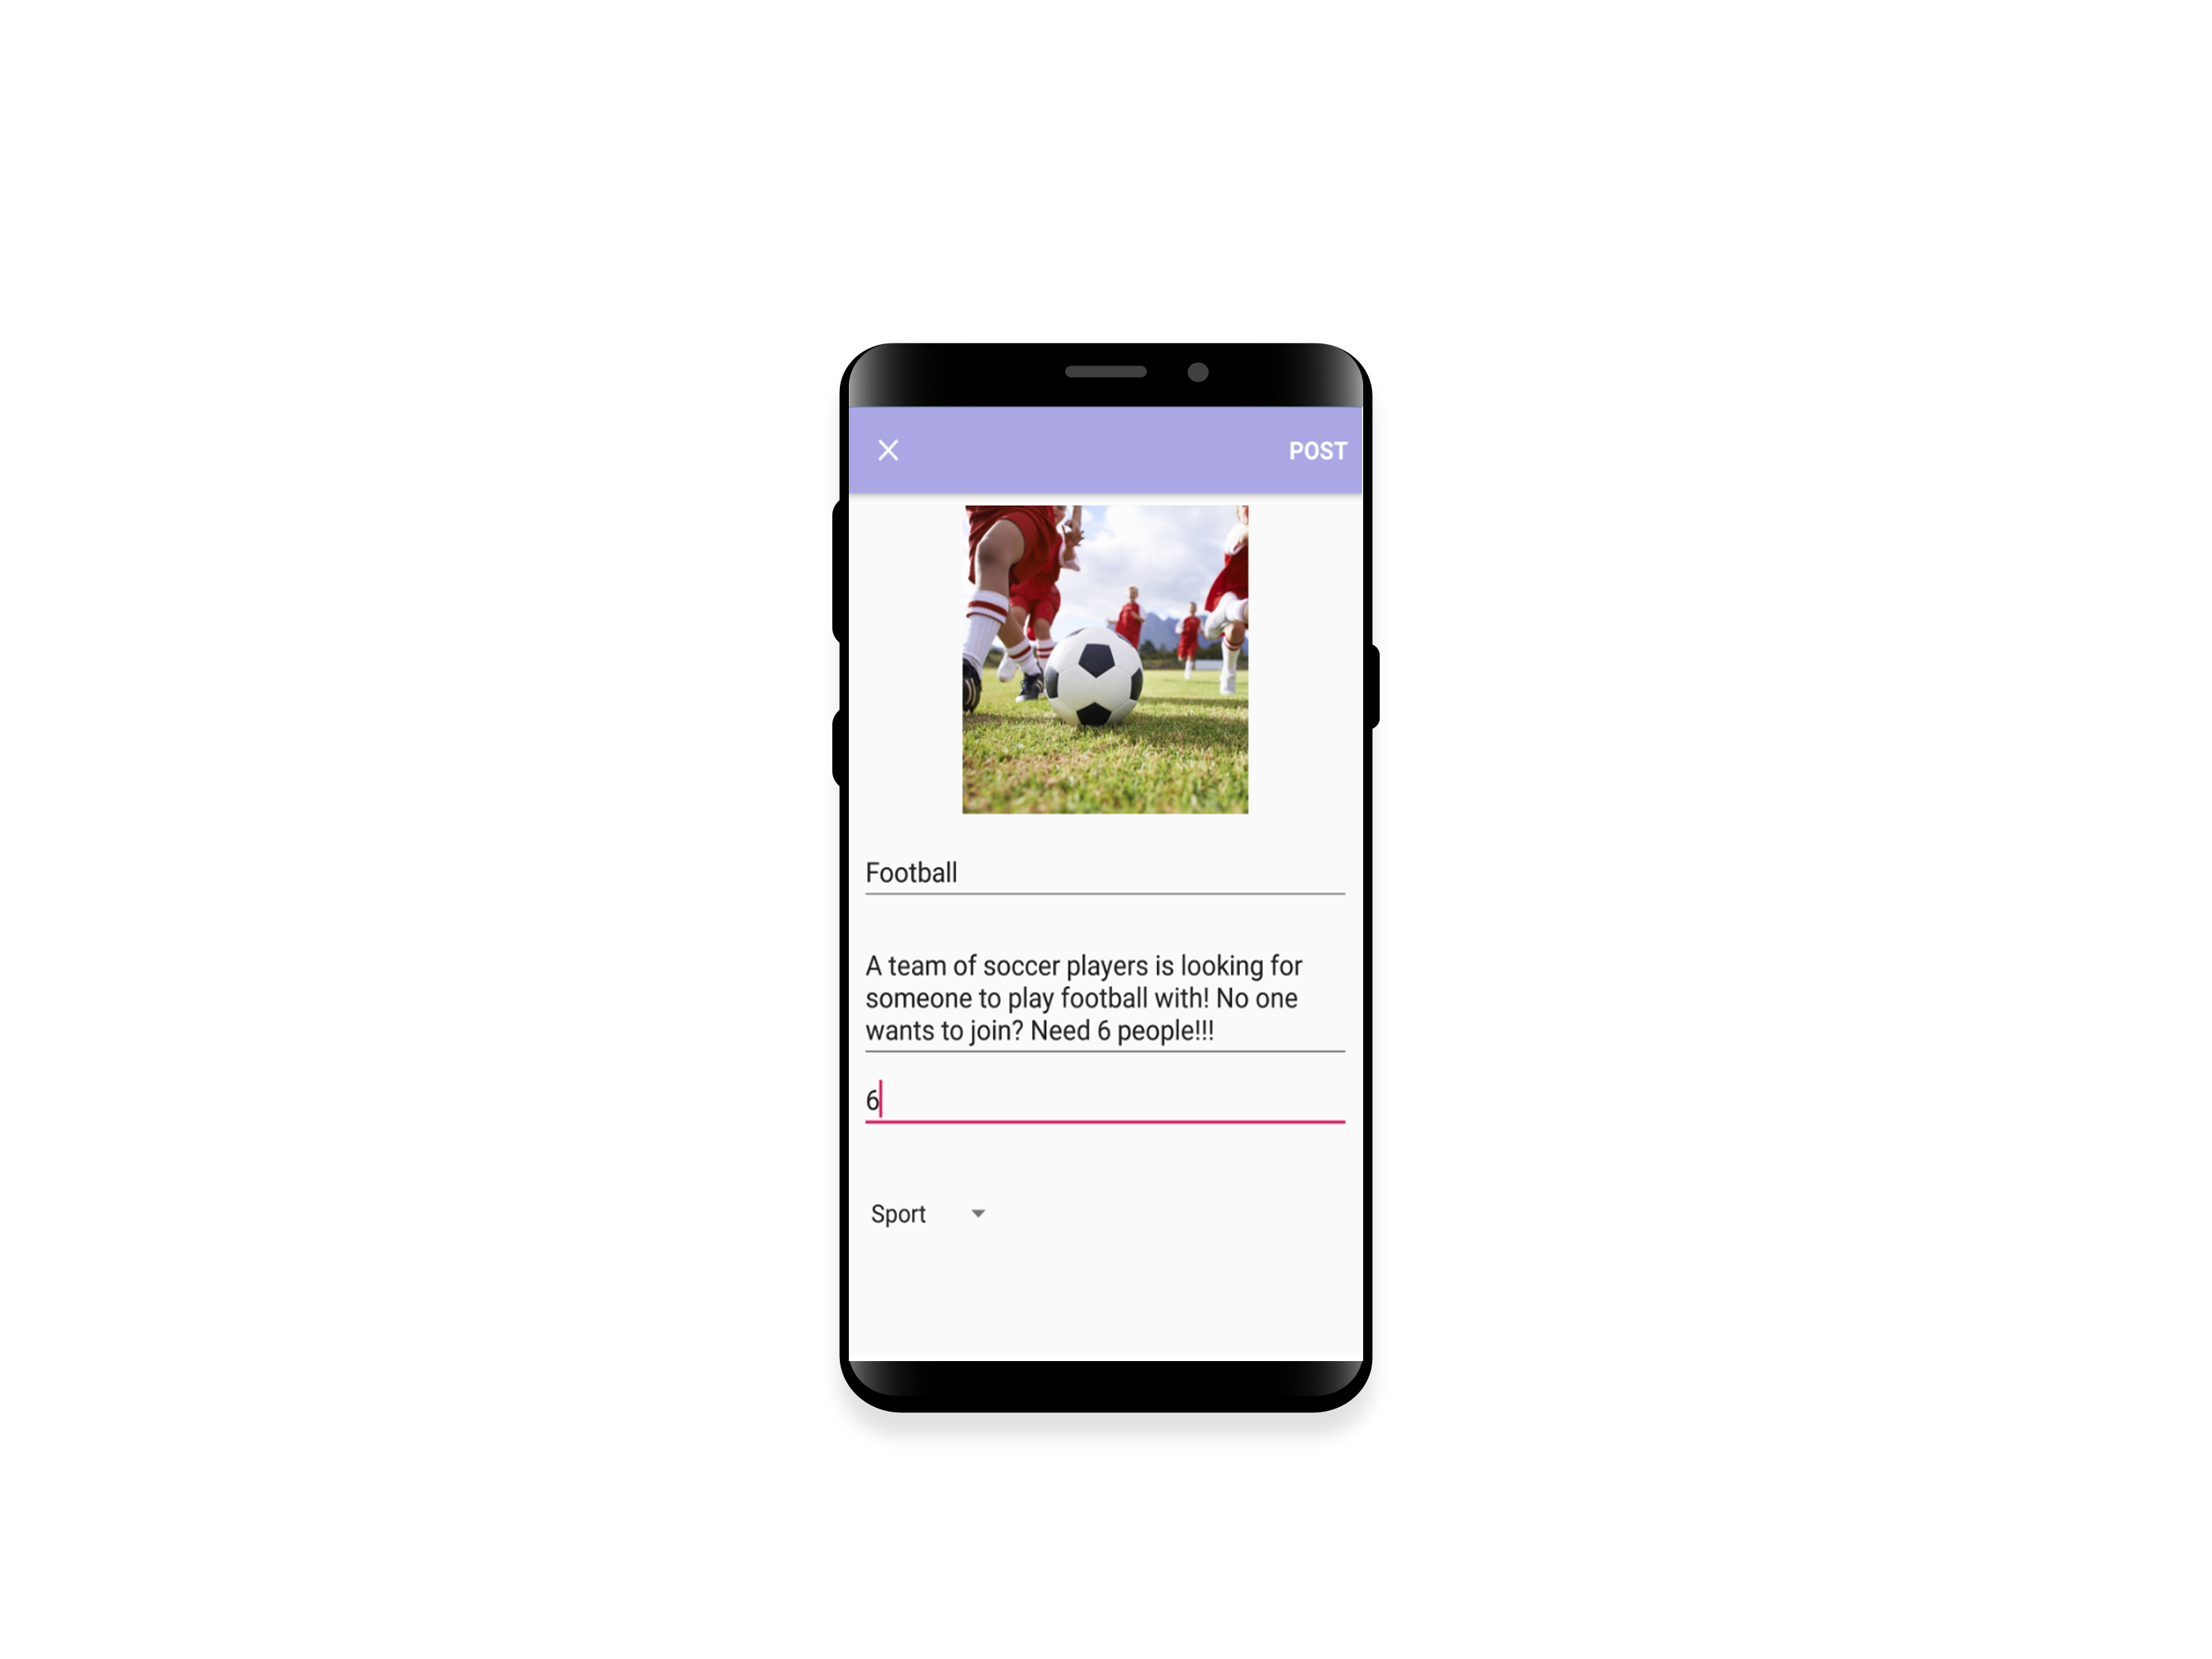 POST
Football
A team of soccer players is looking for
someone to play football with! No one
wants to join? Need 6 people!!!
6
Sport